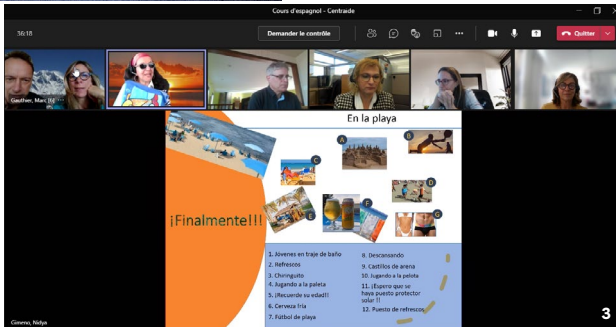 Cours d'espagnol - Centraide
36:18
Demander le contrôle
Quitter
Gauthier, Marc [6]
En la playa
A
B
C
D
E
F
G
¡Finalmente!!!
1. Jóvenes en traje de baño
2. Refrescos
3. Chiringuito
4. Jugando a la paleta
5. ¡Recuerde su edad!!
6. Cerveza fría
7. Fútbol de playa
8. Descansando
9. Castillos de arena
10. Jugando a la pelota
11. ¡Espero que se
haya puesto protector
solar !!
12. Puesto de refrescos
Gimeno, Nidya
3